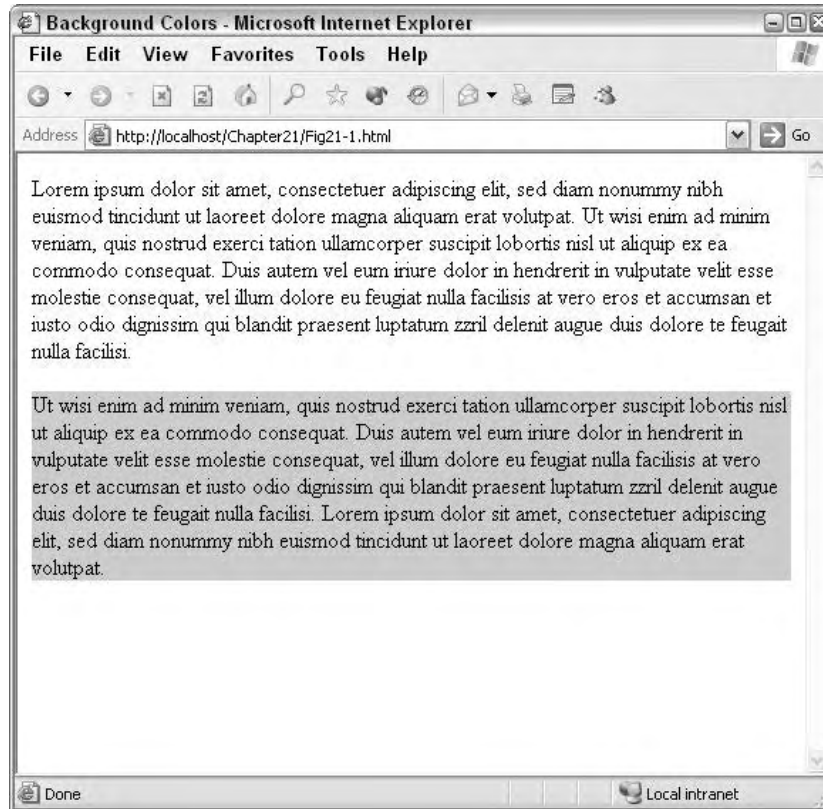 Background Colors - Microsoft Internet Explorer
File Edit View Favorites Tools Help
Address http://localhost/Chapter21/Fig21-1.html Go
Lorem ipsum dolor sit amet, consectetuer adipiscing elit, sed diam nonummy nibh
euismod tincidunt ut laoreet dolore magna aliquam erat volutpat. Ut wisi enim ad minim
veniam, quis nostrud exerci tation ullamcorper suscipit lobortis nisl ut aliquip ex ea
commodo consequat. Duis autem vel eum iriure dolor in hendrerit in vulputate velit esse
molestie consequat, vel illum dolore eu feugiat nulla facilisis at vero eros et accumsan et
iusto odio dignissim qui blandit praesent luptatum zzril delenit augue duis dolore te feugait
nulla facilisi.
Ut wisi enim ad minim veniam, quis nostrud exerci tation ullamcorper suscipit lobortis nisl
ut aliquip ex ea commodo consequat. Duis autem vel eum iriure dolor in hendrerit in
vulputate velit esse molestie consequat, vel illum dolore eu feugiat nulla facilisis at vero
eros et accumsan et iusto odio dignissim qui blandit praesent luptatum zzril delenit augue
duis dolore te feugait nulla facilisi. Lorem ipsum dolor sit amet, consectetuer adipiscing
elit, sed diam nonummy nibh euismod tincidunt ut laoreet dolore magna aliquam erat
volutpat.
Done Local intranet